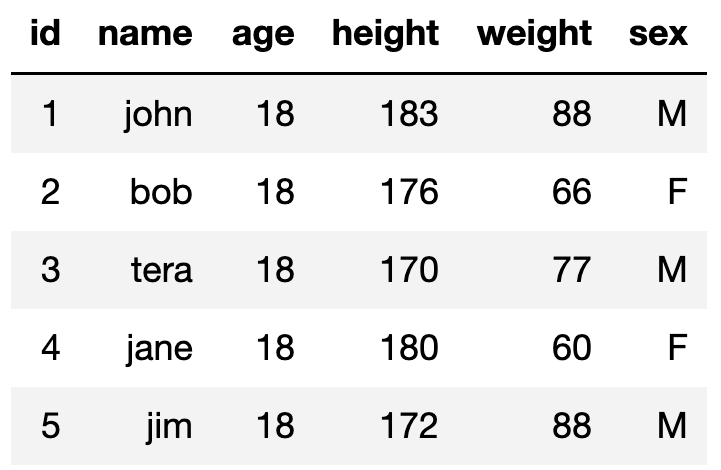 id name age height weight sex
1 john 18 183 88 M
2 bob 18 176 66 F
3 tera 18 170 77 M
4 jane 18 180 60 F
5 jim 18 172 88 M